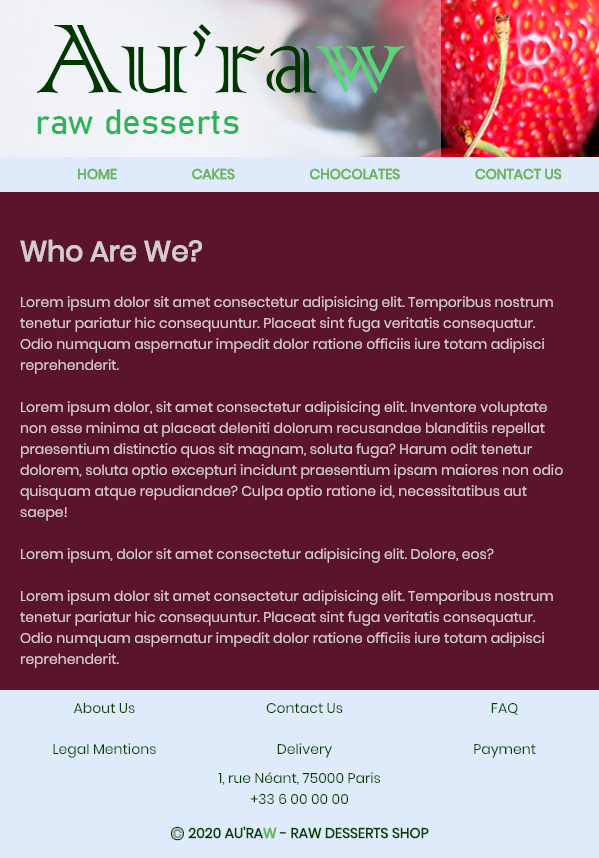 Au'raw
raw desserts
HOME CAKES CHOCOLATES CONTACT US
Who Are We?
Lorem ipsum dolor sit amet consectetur adipisicing elit. Temporibus nostrum
tenetur pariatur hic consequuntur. Placeat sint fuga veritatis consequatur.
Odio numquam aspernatur impedit dolor ratione officiis iure totam adipisci
reprehenderit.
Lorem ipsum dolor, sit amet consectetur adipisicing elit. Inventore voluptate
non esse minima at placeat deleniti dolorum recusandae blanditiis repellat
praesentium distinctio quos sit magnam, soluta fuga? Harum odit tenetur
dolorem, soluta optio excepturi incidunt praesentium ipsam maiores non odio
quisquam atque repudiandae? Culpa optio ratione id, necessitatibus aut
saepe!
Lorem ipsum, dolor sit amet consectetur adipisicing elit. Dolore, eos?
Lorem ipsum dolor sit amet consectetur adipisicing elit. Temporibus nostrum
tenetur pariatur hic consequuntur. Placeat sint fuga veritatis consequatur.
Odio numquam aspernatur impedit dolor ratione officiis iure totam adipisci
reprehenderit.
About Us Contact Us FAQ
Legal Mentions Delivery Payment
1, rue Néant, 75000 Paris
+33 6 00 00 00
© 2020 AU'RAW - RAW DESSERTS SHOP